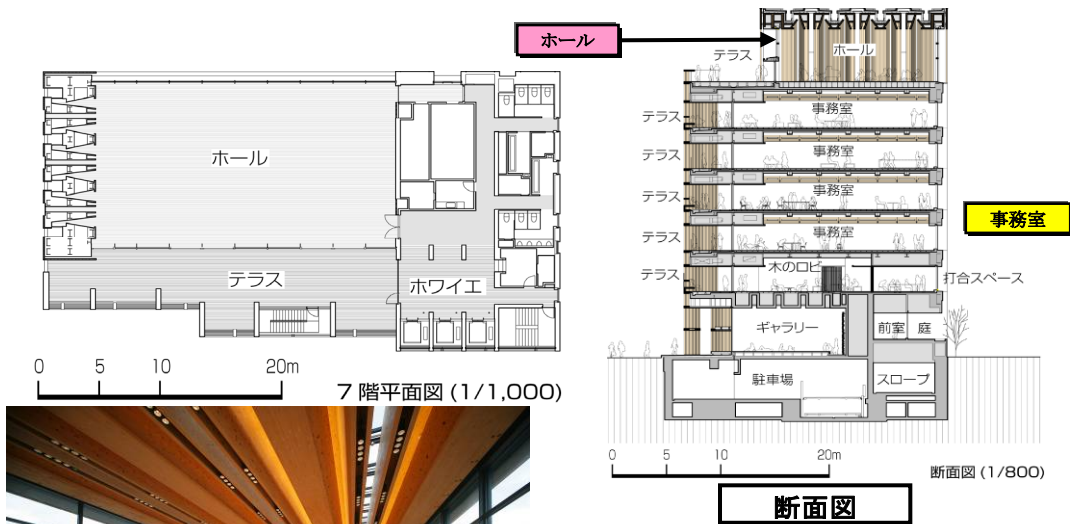 ホール
テラス
ホワイエ
0 5 10 20m
7階平面図 (1/1,000)
ホール
テラス
ホール
事務室
テラス
事務室
テラス
事務室
テラス
事務室
テラス
木のロビ
テラス
打合スペース
ギャラリー
前室
庭
駐車場
スロープ
事務室
0 5 10 20m
断面図 (1/800)
断面図